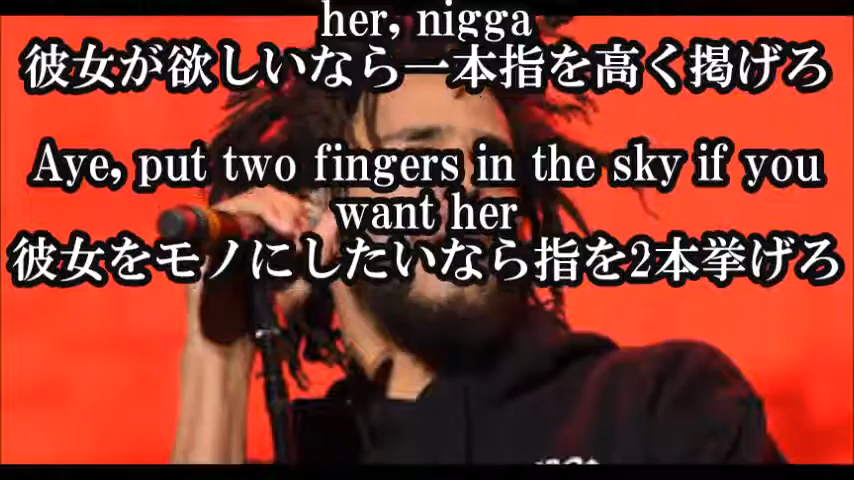 her, nigga
彼女が欲しいなら一本指を高く掲げろ
Aye, put two fingers in the sky if you
want her
彼女をモノにしたいなら指を2本挙げろ